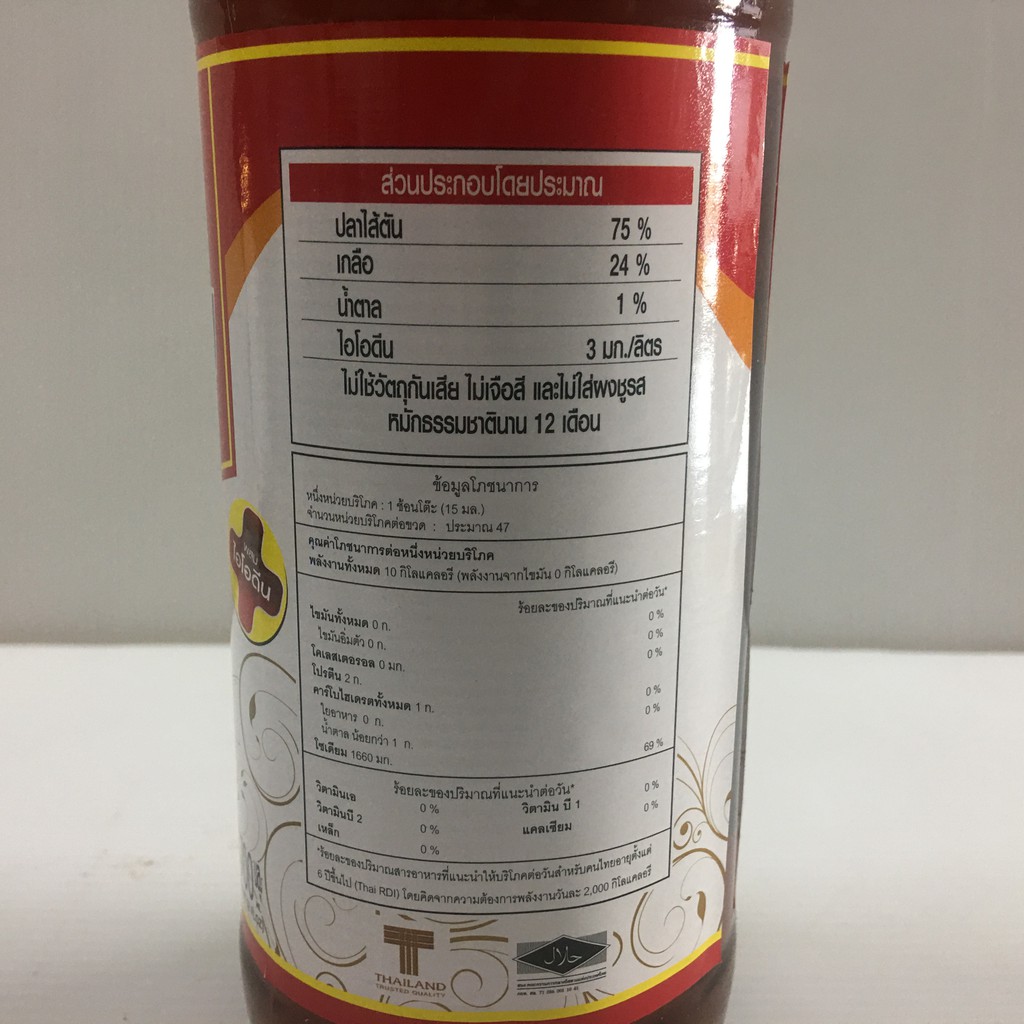 ส่วนประกอบโดยประมาณ
ปลาไส้ตัน 75 %
เกลือ 24 %
น้ำตาล 1 %
ไอโอดีน 3 มก./ลิตร
ไม่ใช้วัตถุกันเสีย ไม่เจือสี และไม่ใส่ผงชูรส
หมักธรรมชาตินาน 12 เดือน
ข้อมูลโภชนาการ
หนึ่งหน่วยบริโภค : 1 ช้อนโต๊ะ (15 มล.)
จำนวนหน่วยบริโภคต่อขวด : ประมาณ 47
คุณค่าโภชนาการต่อหนึ่งหน่วยบริโภค
พลังงานทั้งหมด 10 กิโลแคลอรี (พลังงานจากไขมัน 0 กิโลแคลอรี)
ร้อยละของปริมาณที่แนะนำต่อวัน*
ไขมันทั้งหมด 0 ก. 0 %
ไขมันอิ่มตัว 0 ก. 0 %
โคเลสเตอรอล 0 มก. 0 %
โปรตีน 2 ก.
คาร์โบไฮเดรตทั้งหมด 1 ก. 0 %
ใยอาหาร 0 ก. 0 %
น้ำตาล น้อยกว่า 1 ก.
โซเดียม 1660 มก. 69 %
ร้อยละของปริมาณที่แนะนำต่อวัน*
วิตามินเอ 0 % วิตามิน บี 1 0 %
วิตามินบี 2 0 % แคลเซียม 0 %
เหล็ก 0 %
*ร้อยละของปริมาณสารอาหารที่แนะนำให้บริโภคต่อวันสำหรับคนไทยอายุตั้งแต่
6 ปีขึ้นไป (Thai RDI) โดยคิดจากความต้องการพลังงานวันละ 2,000 กิโลแคลอรี
ผสม
ไอโอดีน
THAILAND
TRUSTED QUALITY
حلال